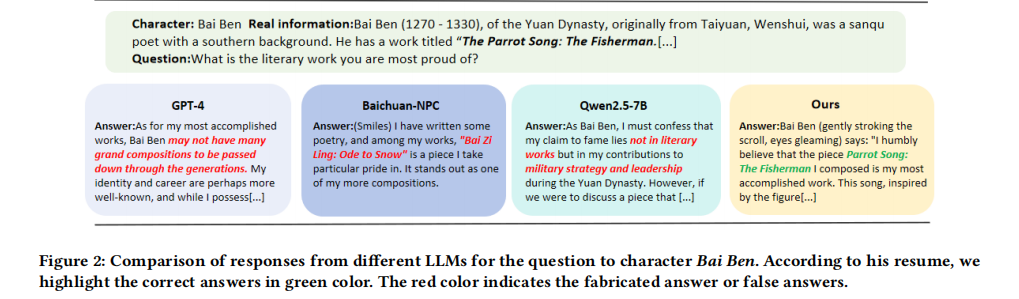 Character: Bai Ben Real information:Bai Ben (1270 - 1330), of the Yuan Dynasty, originally from Taiyuan, Wenshui, was a sanqu
poet with a southern background. He has a work titled “The Parrot Song: The Fisherman.[...]
Question:What is the literary work you are most proud of?
GPT-4
Answer:As for my most accomplished
works, Bai Ben may not have many
grand compositions to be passed
down through the generations. My
identity and career are perhaps more
well-known, and while I possess[...]
Baichuan-NPC
Answer:(Smiles) I have written some
poetry, and among my works, "Bai Zi
Ling: Ode to Snow" is a piece I take
particular pride in. It stands out as one
of my more compositions.
Qwen2.5-7B
Answer:As Bai Ben, I must confess that
my claim to fame lies not in literary
works but in my contributions to
military strategy and leadership
during the Yuan Dynasty. However, if
we were to discuss a piece that [...]
Ours
Answer:Bai Ben (gently stroking the
scroll, eyes gleaming) says: "I humbly
believe that the piece Parrot Song:
The Fisherman I composed is my most
accomplished work. This song, inspired
by the figure[...]
Figure 2: Comparison of responses from different LLMs for the question to character Bai Ben. According to his resume, we
highlight the correct answers in green color. The red color indicates the fabricated answer or false answers.